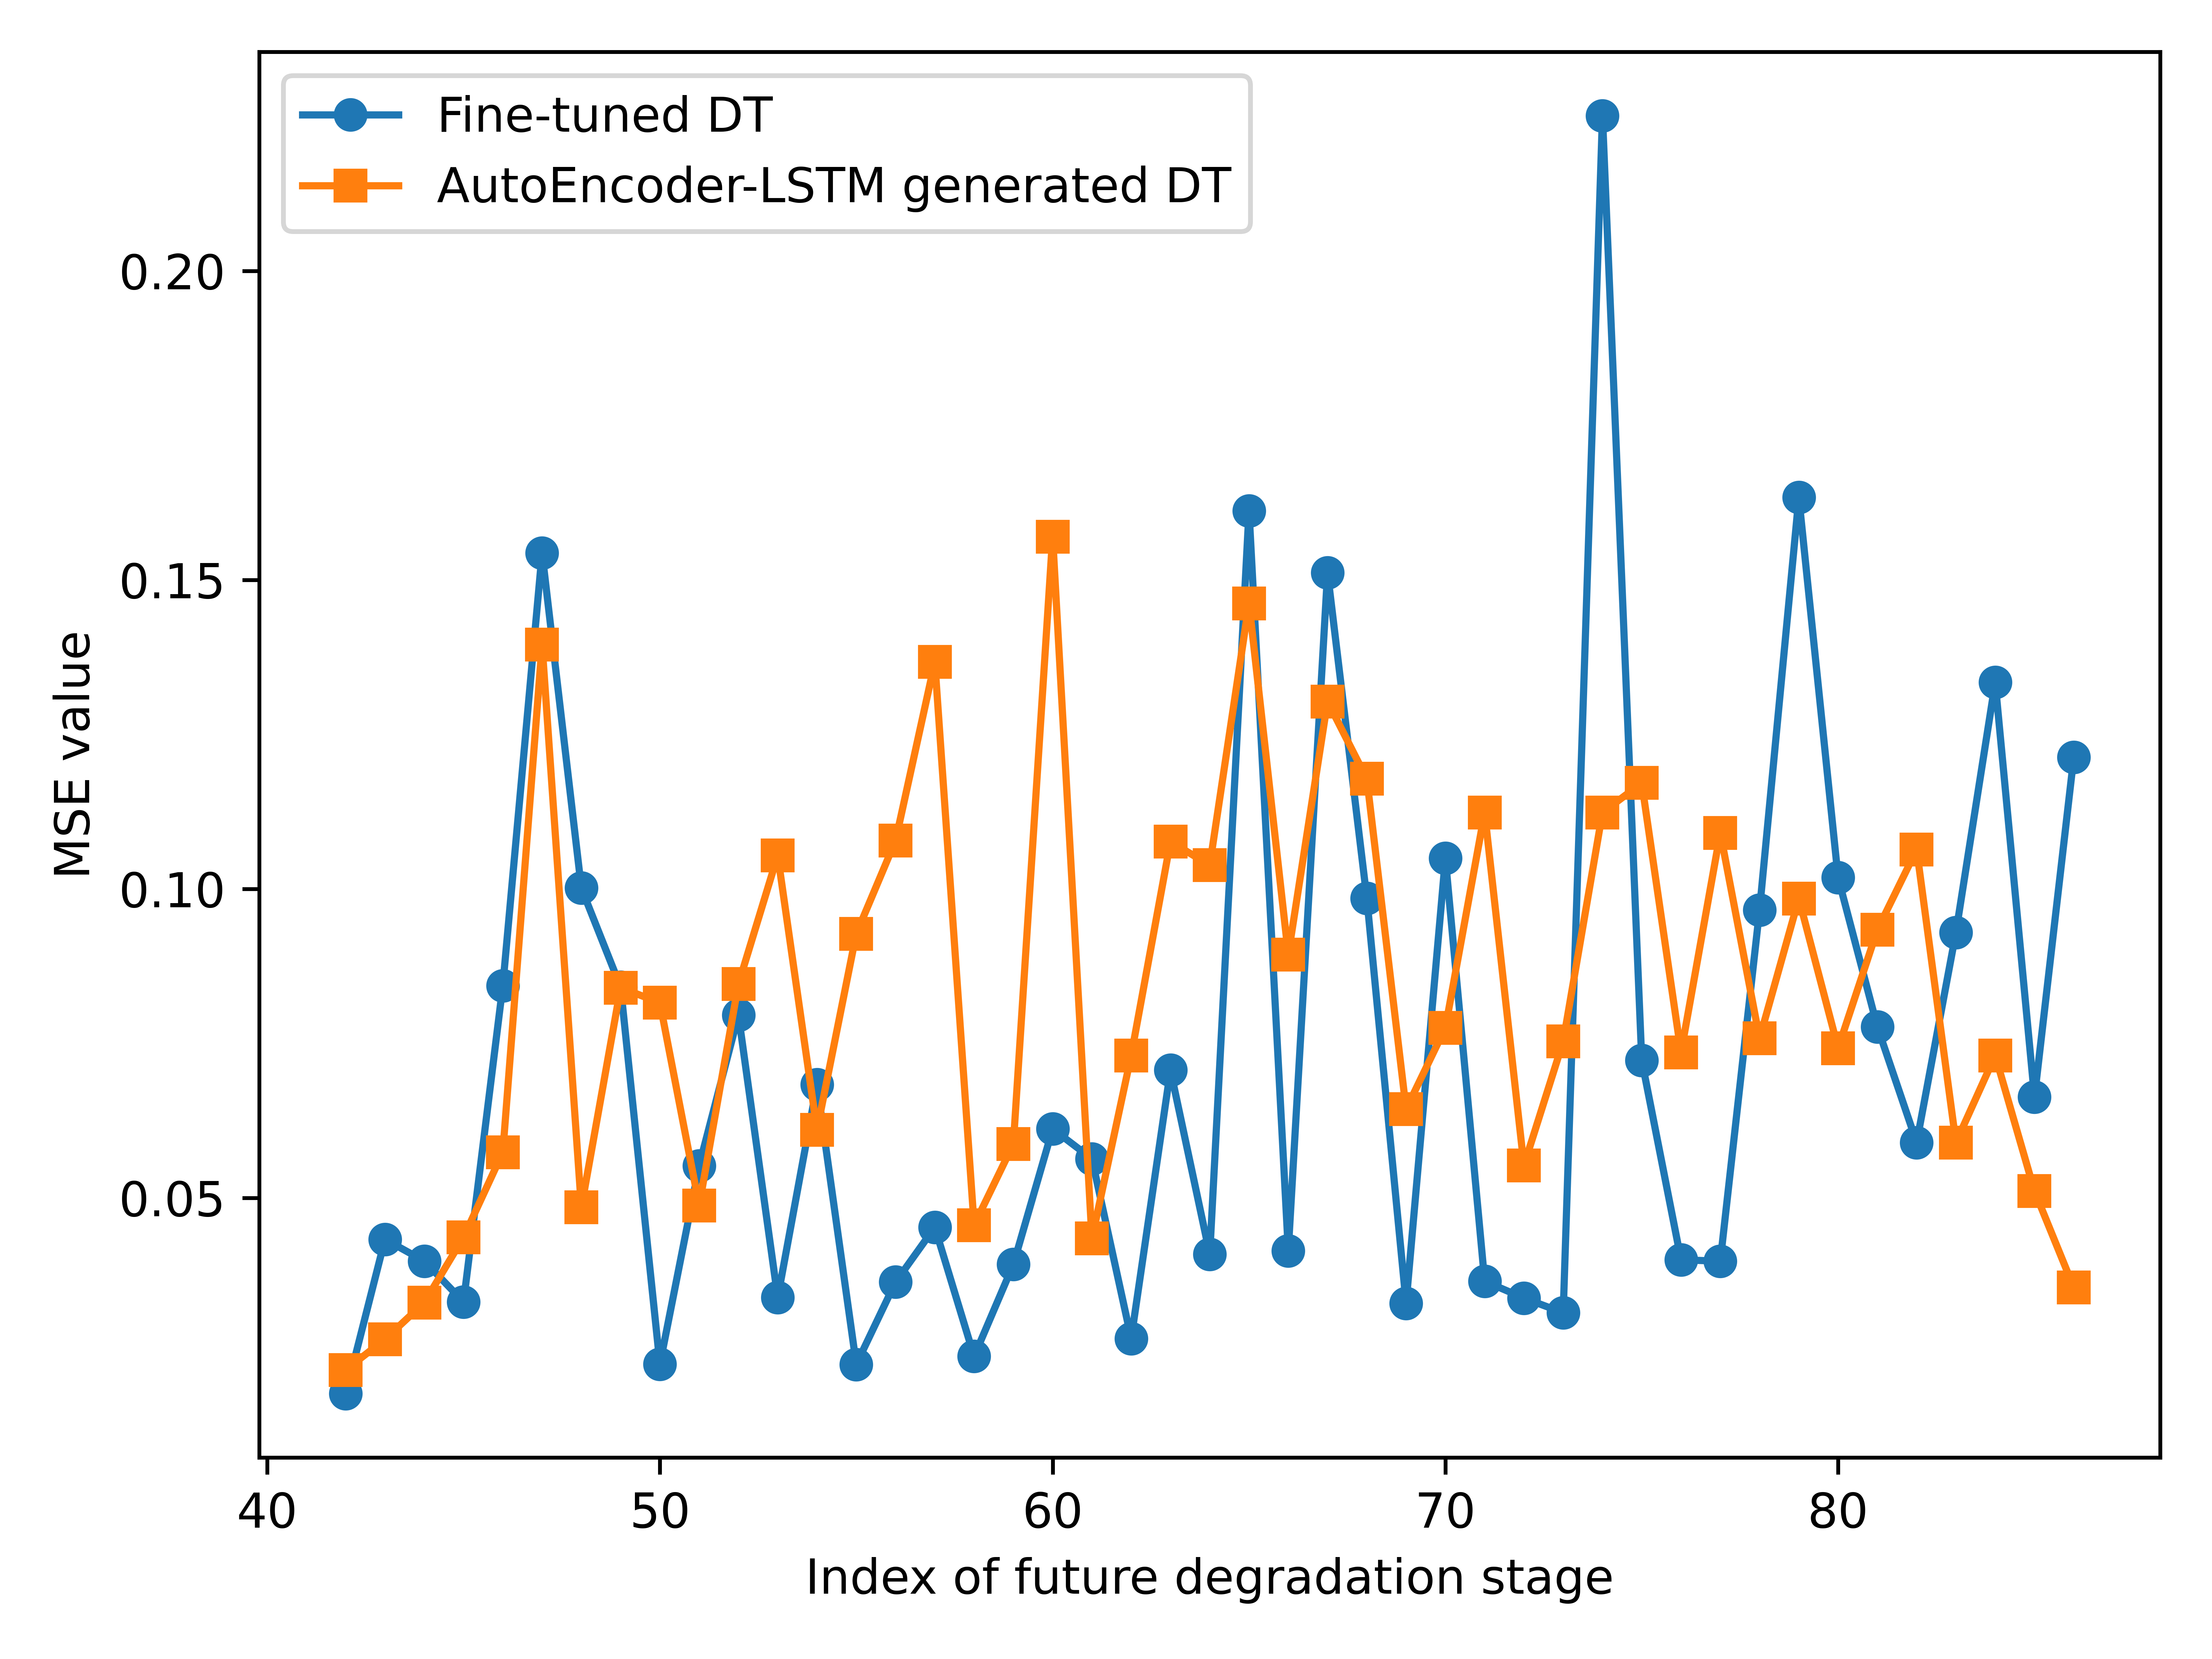 Fine-tuned DT
AutoEncoder-LSTM generated DT
0.20
0.15
0.10
0.05
MSE value
40 50 60 70 80
Index of future degradation stage